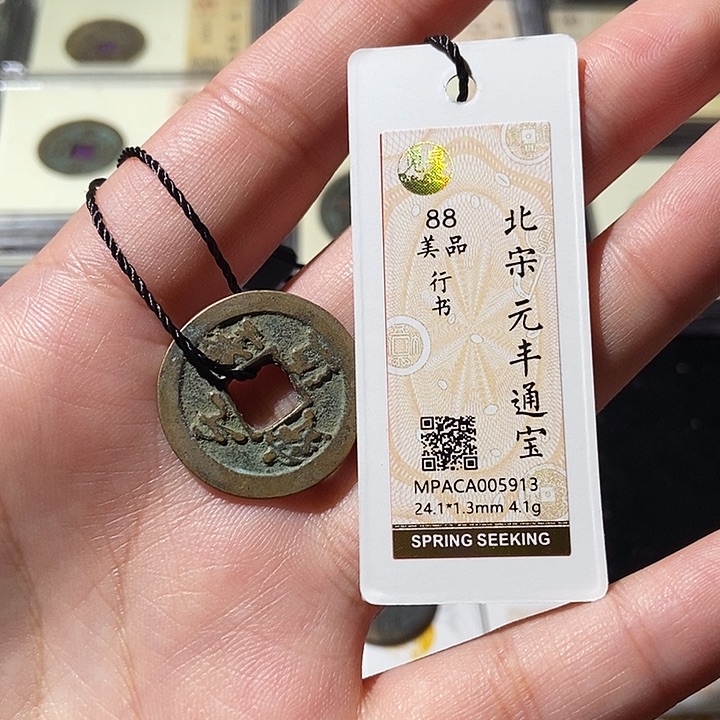 88
美品
行书
北宋 元丰通宝
MPACA005913
24.1*1.3mm 4.1g
SPRING SEEKING